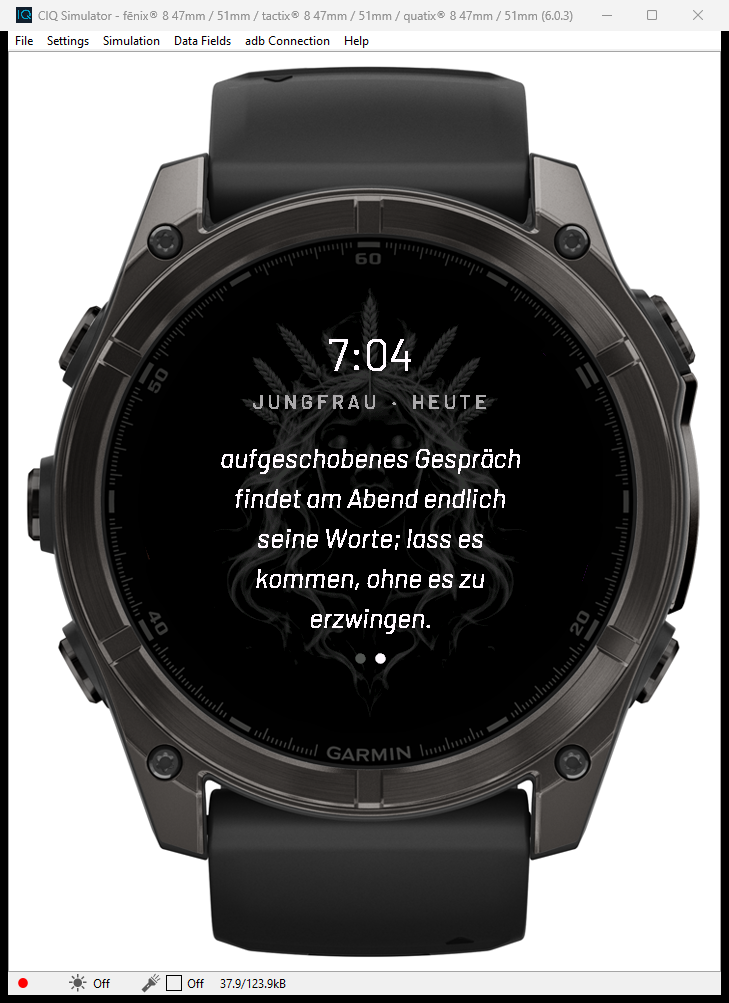 CIQ Simulator - fēnix® 8 47mm / 51mm / tactix® 8 47mm / 51mm / quatix® 8 47mm / 51mm (6.0.3)
File Settings Simulation Data Fields adb Connection Help
60
50
7:04
JUNGFRAU · HEUTE
aufgeschobenes Gespräch
findet am Abend endlich
seine Worte; lass es
kommen, ohne es zu
erzwingen.
40
20
GARMIN
Off Off 37.9/123.9kB